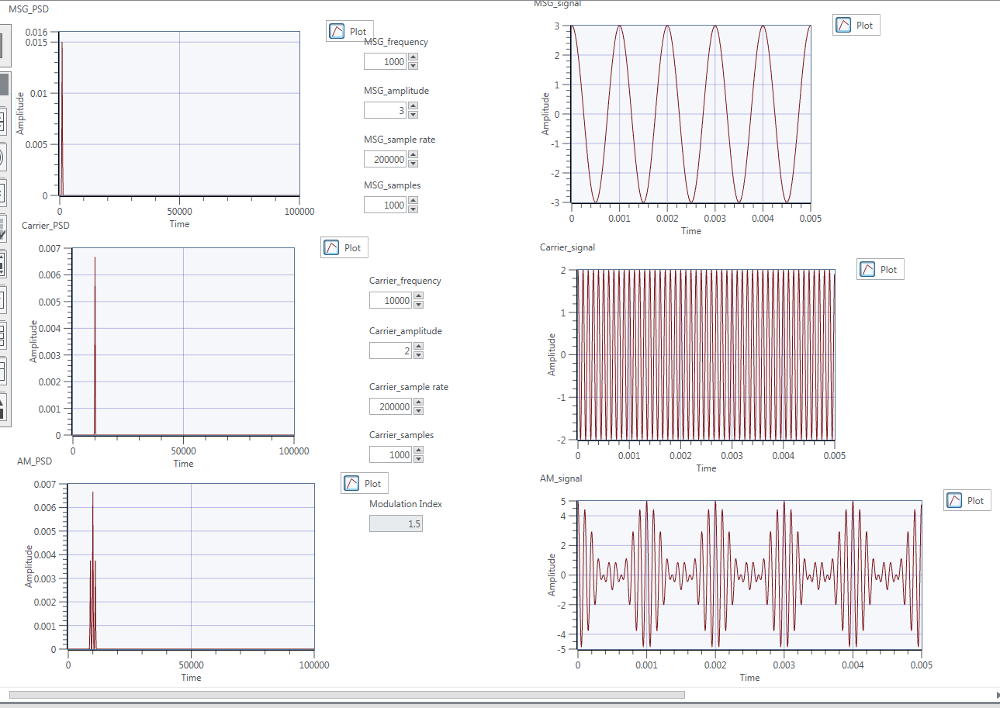 MSG_PSD
Plot
0.016
0.015
0.01
0.005
0
Amplitude
0
50000
100000
Time
MSG_frequency
1000
MSG_amplitude
3
MSG_sample rate
200000
MSG_samples
1000
MSG_signal
Plot
3
2
1
0
-1
-2
-3
Amplitude
0
0.001
0.002
0.003
0.004
0.005
Time
Carrier_PSD
Plot
0.007
0.006
0.005
0.004
0.003
0.002
0.001
0
Amplitude
0
50000
100000
Time
Carrier_frequency
10000
Carrier_amplitude
2
Carrier_sample rate
200000
Carrier_samples
1000
Carrier_signal
Plot
2
1
0
-1
-2
Amplitude
0
0.001
0.002
0.003
0.004
0.005
Time
AM_PSD
Plot
0.007
0.006
0.005
0.004
0.003
0.002
0.001
0
Amplitude
0
50000
100000
Time
Modulation Index
1.5
AM_signal
Plot
5
4
2
0
-2
-4
-5
Amplitude
0
0.001
0.002
0.003
0.004
0.005
Time